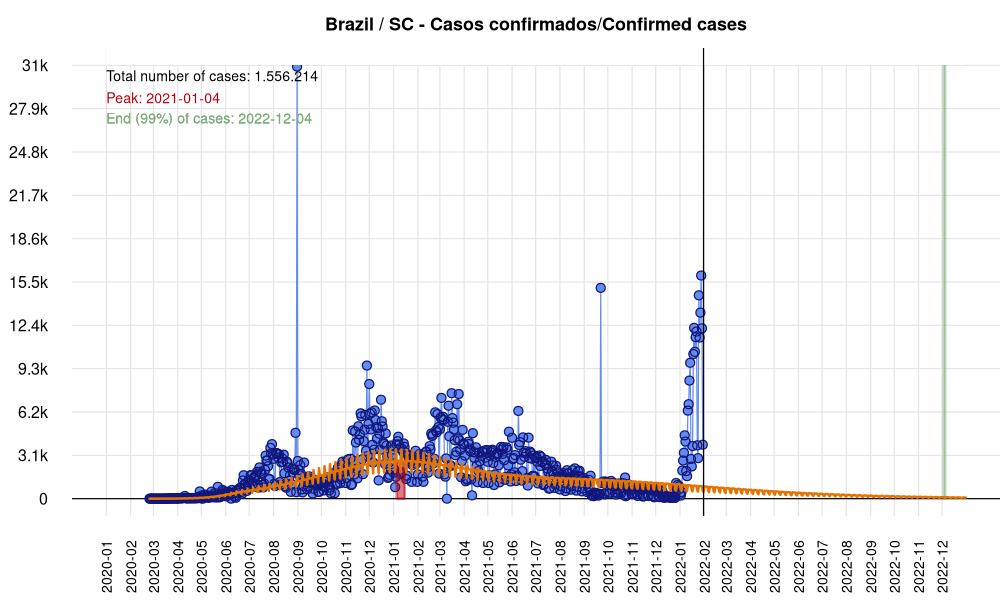 Brazil / SC - Casos confirmados/Confirmed cases
Total number of cases: 1.556.214
Peak: 2021-01-04
End (99%) of cases: 2022-12-04
31k
27.9k
24.8k
21.7k
18.6k
15.5k
12.4k
9.3k
6.2k
3.1k
0
2020-01
2020-02
2020-03
2020-04
2020-05
2020-06
2020-07
2020-08
2020-09
2020-10
2020-11
2020-12
2021-01
2021-02
2021-03
2021-04
2021-05
2021-06
2021-07
2021-08
2021-09
2021-10
2021-11
2021-12
2022-01
2022-02
2022-03
2022-04
2022-05
2022-06
2022-07
2022-08
2022-09
2022-10
2022-11
2022-12